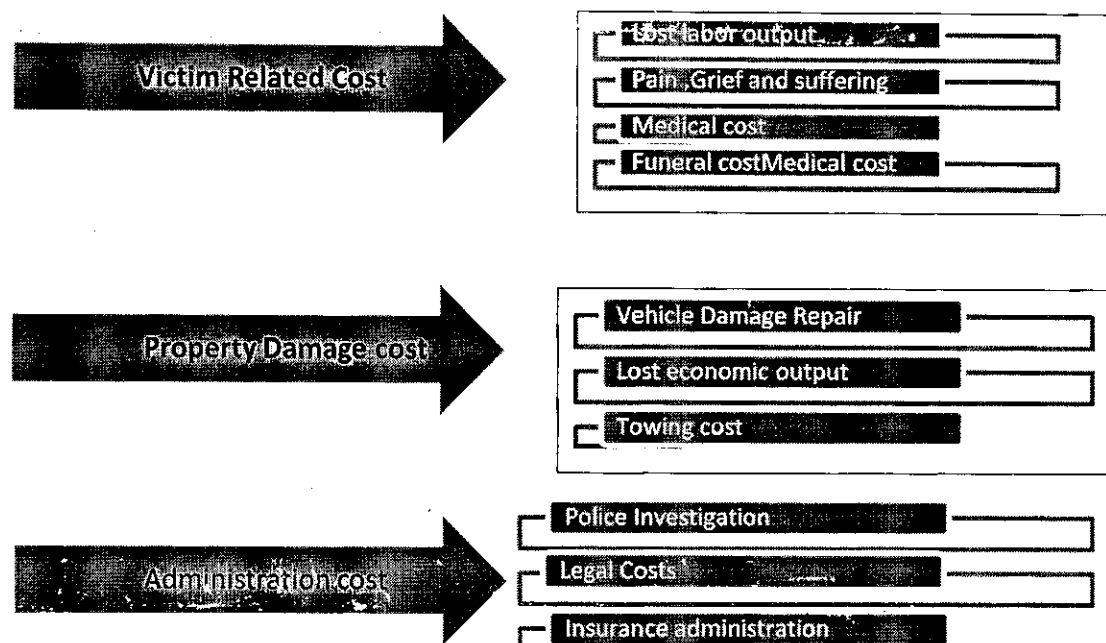 Victim Related Cost
Lost labor output
Pain ,Grief and suffering
Medical cost
Funeral costMedical cost
Property Damage cost
Vehicle Damage Repair
Lost economic output
Towing cost
Administration cost
Police Investigation
Legal Costs
Insurance administration